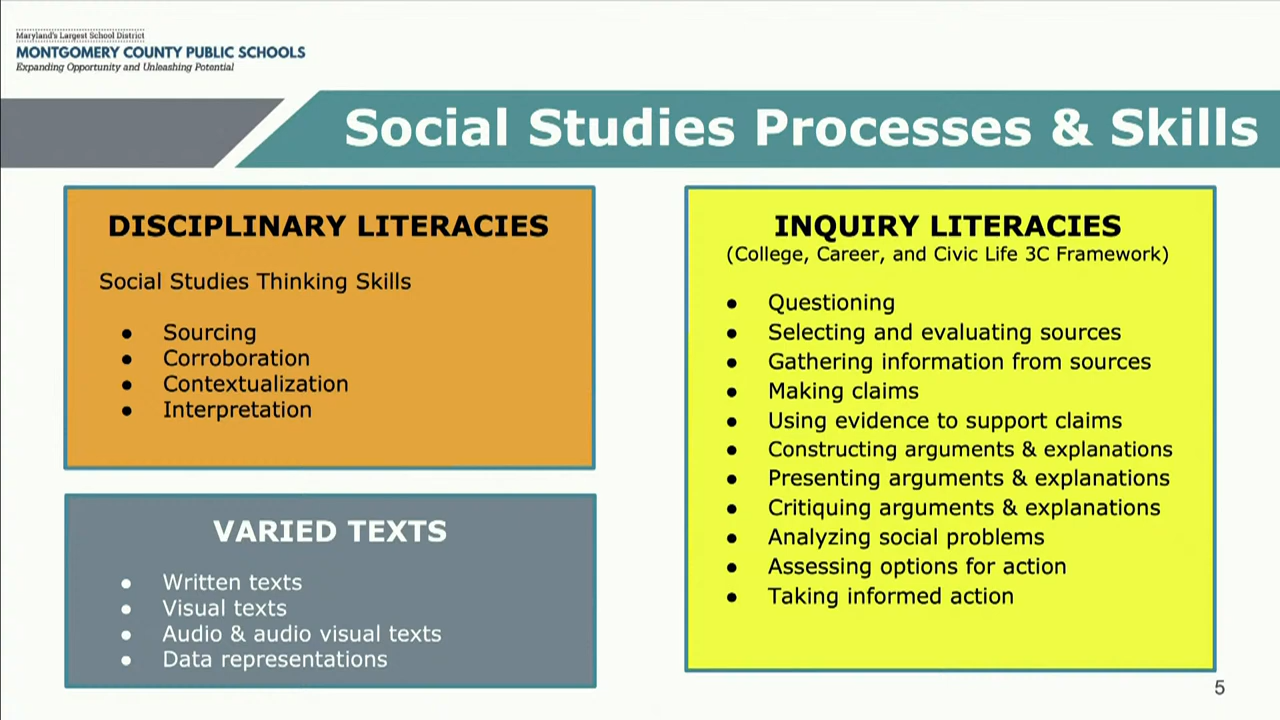 Maryland's Largest School District
MONTGOMERY COUNTY PUBLIC SCHOOLS
Expanding Opportunity and Unleashing Potential
Social Studies Processes & Skills
DISCIPLINARY LITERACIES
Social Studies Thinking Skills
● Sourcing
● Corroboration
● Contextualization
● Interpretation
VARIED TEXTS
● Written texts
● Visual texts
● Audio & audio visual texts
● Data representations
INQUIRY LITERACIES
(College, Career, and Civic Life 3C Framework)
● Questioning
● Selecting and evaluating sources
● Gathering information from sources
● Making claims
● Using evidence to support claims
● Constructing arguments & explanations
● Presenting arguments & explanations
● Critiquing arguments & explanations
● Analyzing social problems
● Assessing options for action
● Taking informed action
5